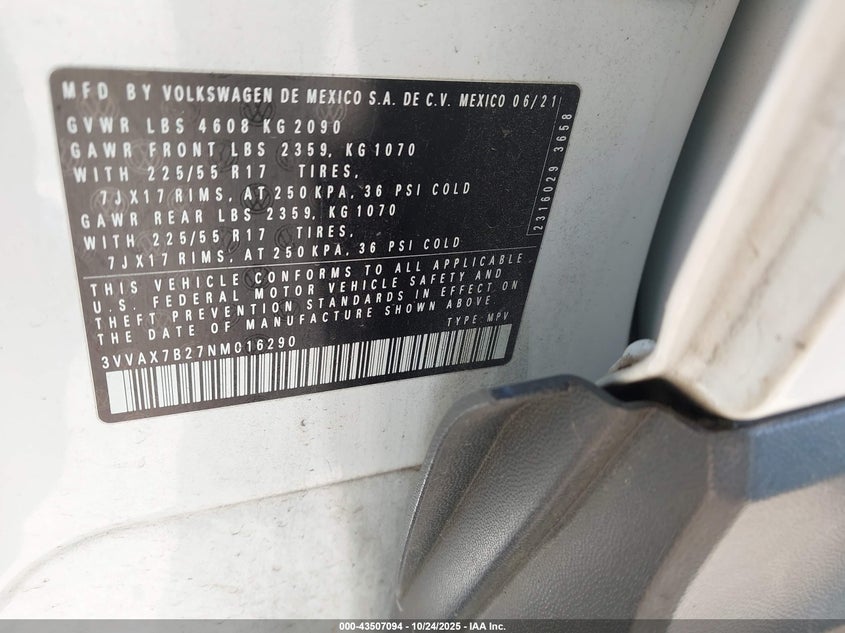 MFD BY VOLKSWAGEN DE MEXICO S.A. DE C.V. MEXICO 06/21
GVWR LBS 4608 KG 2090
GAWR FRONT LBS 2359, KG 1070
WITH 225/55 R17 TIRES,
7JX17 RIMS, AT 250 KPA, 36 PSI COLD
GAWR REAR LBS 2359, KG 1070
WITH 225/55 R17 TIRES,
7JX17 RIMS, AT 250 KPA, 36 PSI COLD
2316029 3658
THIS VEHICLE CONFORMS TO ALL APPLICABLE
U.S. FEDERAL MOTOR VEHICLE SAFETY AND
THEFT PREVENTION STANDARDS IN EFFECT ON
THE DATE OF MANUFACTURE SHOWN ABOVE.
TYPE: MPV
3VVAX7B27NM016290
000-43507094 - 10/24/2025 - IAA Inc.